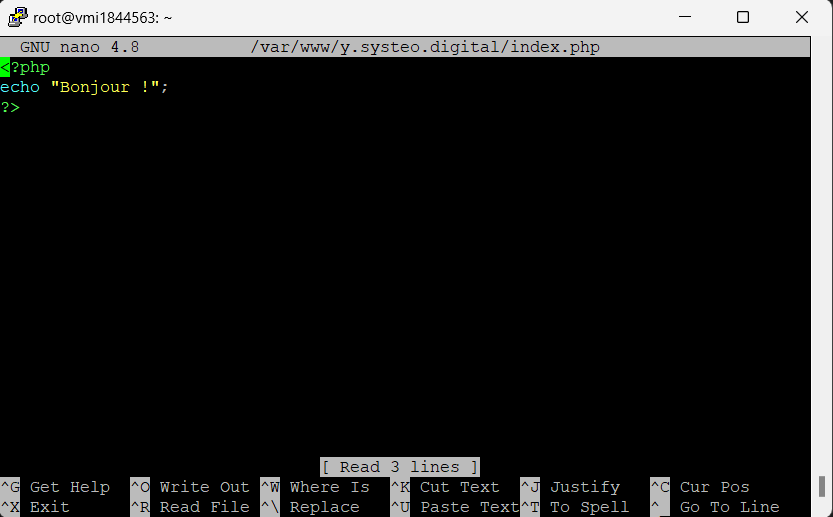 root@vmi1844563: ~
GNU nano 4.8 /var/www/y.systeo.digital/index.php
<?php
echo "Bonjour !";
?>
[ Read 3 lines ]
^G Get Help ^O Write Out ^W Where Is ^K Cut Text ^J Justify ^C Cur Pos
^X Exit ^R Read File ^\ Replace ^U Paste Text^T To Spell ^_ Go To Line